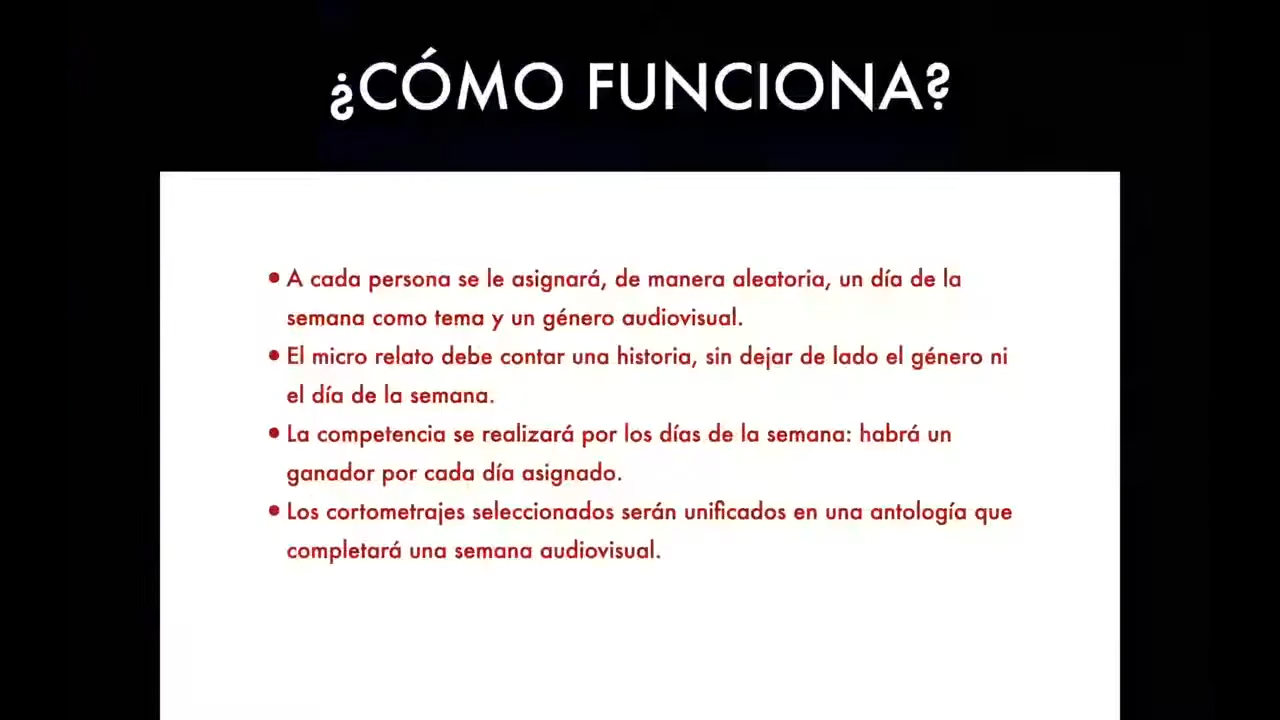 ¿CÓMO FUNCIONA?
• A cada persona se le asignará, de manera aleatoria, un día de la
semana como tema y un género audiovisual.
• El micro relato debe contar una historia, sin dejar de lado el género ni
el día de la semana.
• La competencia se realizará por los días de la semana: habrá un
ganador por cada día asignado.
• Los cortometrajes seleccionados serán unificados en una antología que
completará una semana audiovisual.